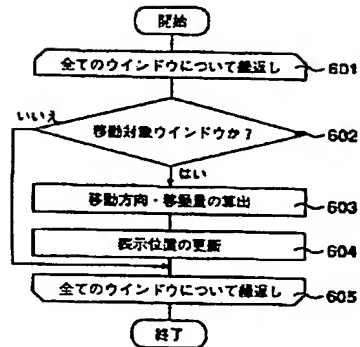 開始
全てのウインドウについて繰返し
601
いいえ
移動対象ウインドウか?
602
はい
移動方向・移動量の算出
603
表示位置の更新
604
全てのウインドウについて繰返し
605
終了